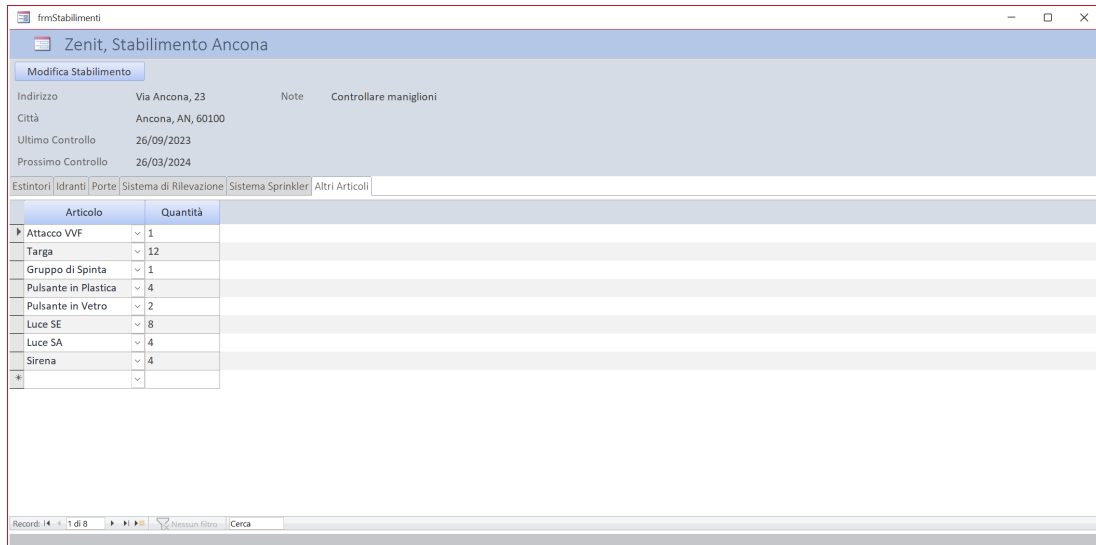 frmStabilimenti
Zenit, Stabilimento Ancona
Modifica Stabilimento
Indirizzo Via Ancona, 23 Note Controllare maniglioni
Città Ancona, AN, 60100
Ultimo Controllo 26/09/2023
Prossimo Controllo 26/03/2024
Estintori Idranti Porte Sistema di Rilevazione Sistema Sprinkler Altri Articoli
Articolo Quantità
Attacco VVF 1
Targa 12
Gruppo di Spinta 1
Pulsante in Plastica 4
Pulsante in Vetro 2
Luce SE 8
Luce SA 4
Sirena 4
Record: 1 di 8 Nessun filtro Cerca